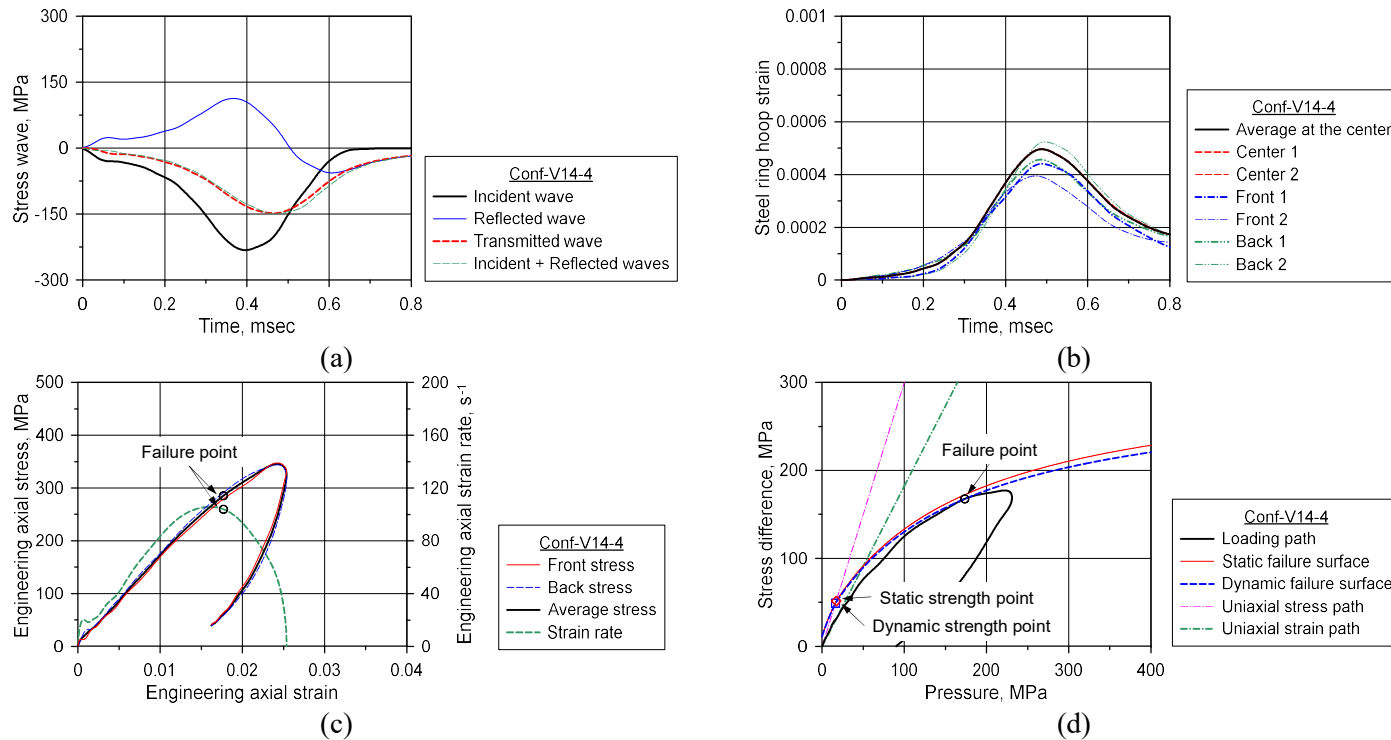 300
150
0
-150
-300
Stress wave, MPa
0 0.2 0.4 0.6 0.8
Time, msec
Conf-V14-4
Incident wave
Reflected wave
Transmitted wave
Incident + Reflected waves
(a)
0.001
0.0008
0.0006
0.0004
0.0002
0
Steel ring hoop strain
0 0.2 0.4 0.6 0.8
Time, msec
Conf-V14-4
Average at the center
Center 1
Center 2
Front 1
Front 2
Back 1
Back 2
(b)
500
400
300
200
100
0
Engineering axial stress, MPa
Failure point
200
160
120
80
40
0
Engineering axial strain rate, s⁻¹
0 0.01 0.02 0.03 0.04
Engineering axial strain
Conf-V14-4
Front stress
Back stress
Average stress
Strain rate
(c)
300
200
100
0
Stress difference, MPa
Failure point
Static strength point
Dynamic strength point
0 100 200 300 400
Pressure, MPa
Conf-V14-4
Loading path
Static failure surface
Dynamic failure surface
Uniaxial stress path
Uniaxial strain path
(d)